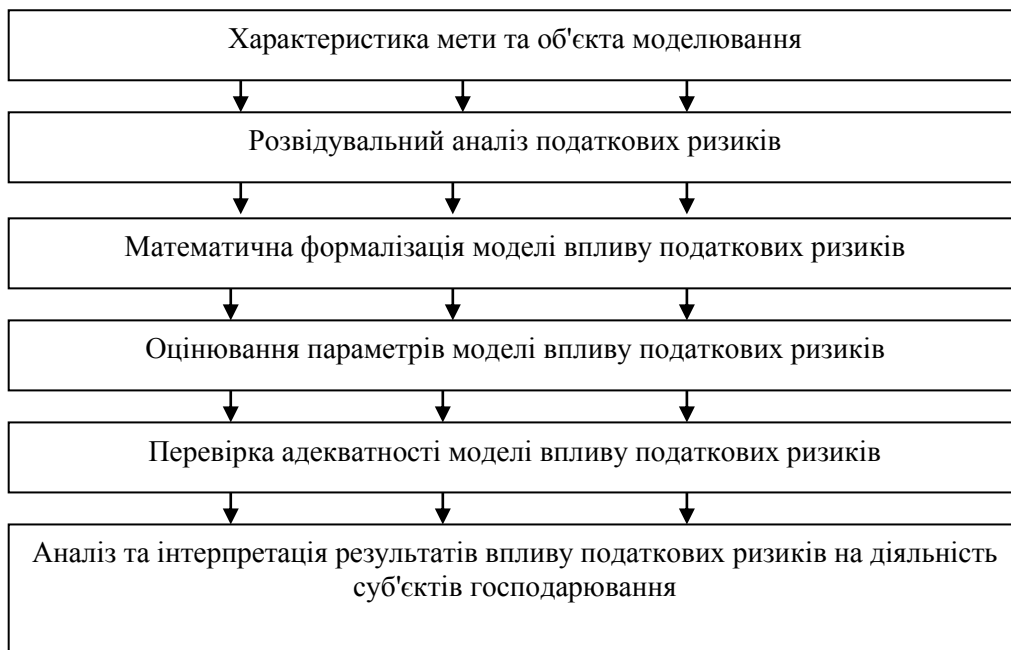 Характеристика мети та об'єкта моделювання
Розвідувальний аналіз податкових ризиків
Математична формалізація моделі впливу податкових ризиків
Оцінювання параметрів моделі впливу податкових ризиків
Перевірка адекватності моделі впливу податкових ризиків
Аналіз та інтерпретація результатів впливу податкових ризиків на діяльність
суб'єктів господарювання